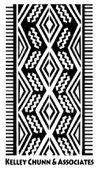 KELLEY CHUNN & ASSOCIATES